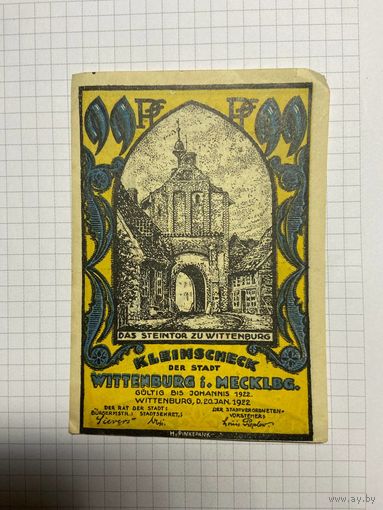 99 PF PF 99
DAS STEINTOR ZU WITTENBURG
KLEINSCHECK
DER STADT
WITTENBURG i. MECKLBG.
GÜLTIG BIS JOHANNIS 1922.
WITTENBURG, D. 20. JAN. 1922
DER RAT DER STADT:
BÜRGERMSTR.: STADTSEKRET.:
DER STADTVERORDNETEN-
VORSTEHER:
Sievers
H. PINKEPANK
ay.by